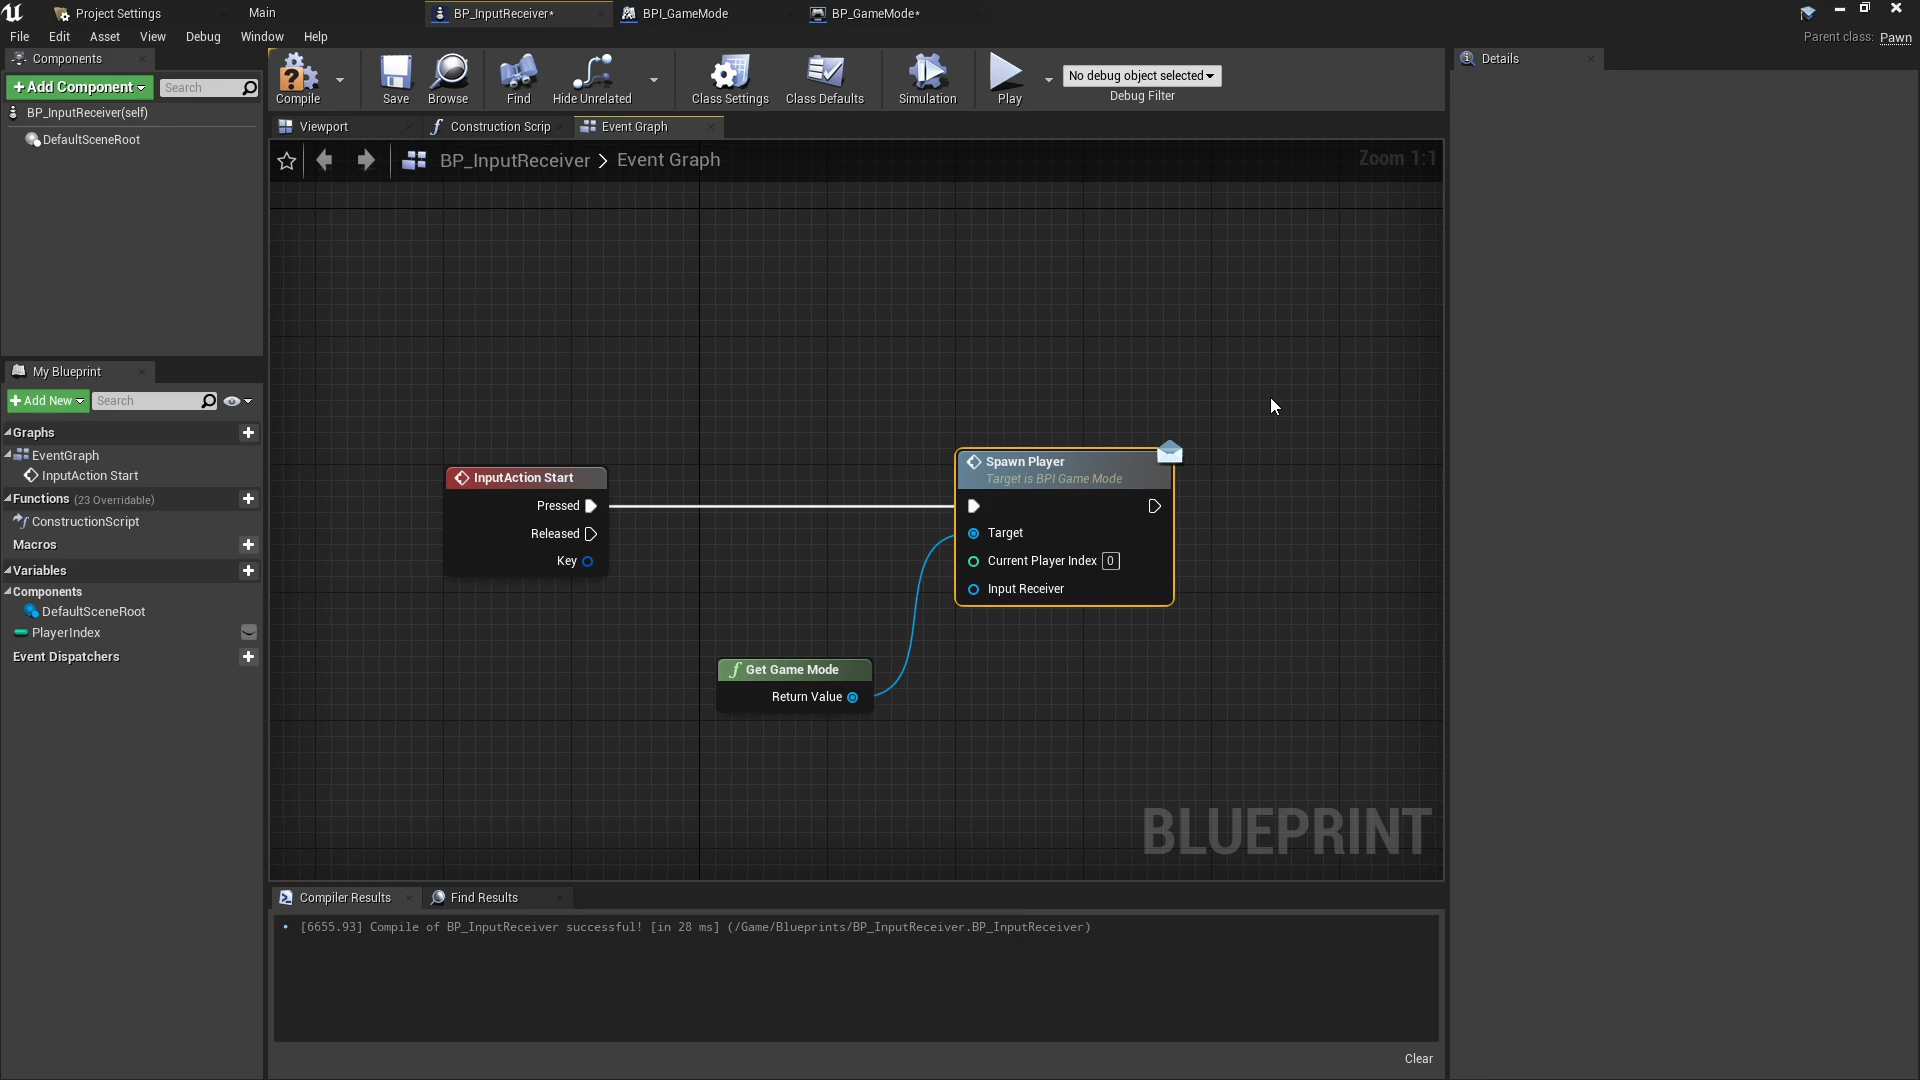 Project Settings
Main
BP_InputReceiver*
BPI_GameMode
BP_GameMode*
File Edit Asset View Debug Window Help
Parent class: Pawn
Components
+Add Component
Search
BP_InputReceiver(self)
DefaultSceneRoot
Compile
Save
Browse
Find
Hide Unrelated
Class Settings
Class Defaults
Simulation
Play
No debug object selected
Debug Filter
Details
Viewport
Construction Scrip
Event Graph
BP_InputReceiver > Event Graph
Zoom 1:1
My Blueprint
+Add New
Search
Graphs
EventGraph
InputAction Start
Functions (23 Overridable)
ConstructionScript
Macros
Variables
Components
DefaultSceneRoot
PlayerIndex
Event Dispatchers
InputAction Start
Pressed
Released
Key
Spawn Player
Target is BPI Game Mode
Target
Current Player Index 0
Input Receiver
Get Game Mode
Return Value
BLUEPRINT
Compiler Results
Find Results
[6655.93] Compile of BP_InputReceiver successful! [in 28 ms] (/Game/Blueprints/BP_InputReceiver.BP_InputReceiver)
Clear